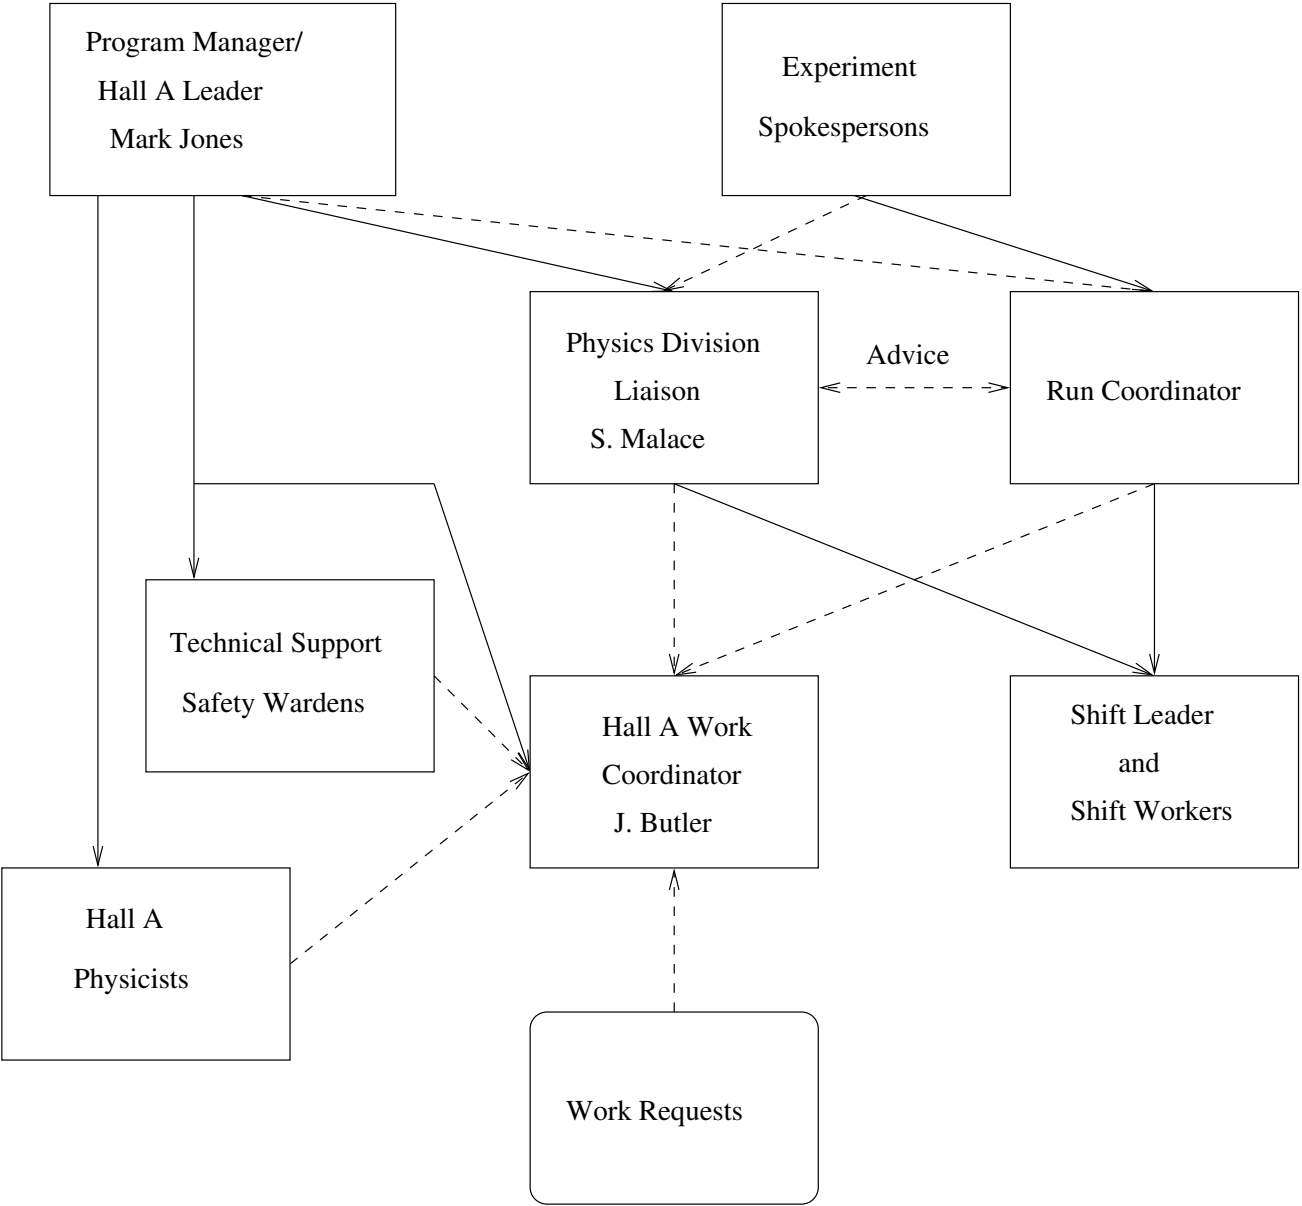 Program Manager/
Hall A Leader
Mark Jones
Experiment
Spokespersons
Physics Division
Liaison
S. Malace
Advice
Run Coordinator
Technical Support
Safety Wardens
Hall A Work
Coordinator
J. Butler
Shift Leader
and
Shift Workers
Hall A
Physicists
Work Requests